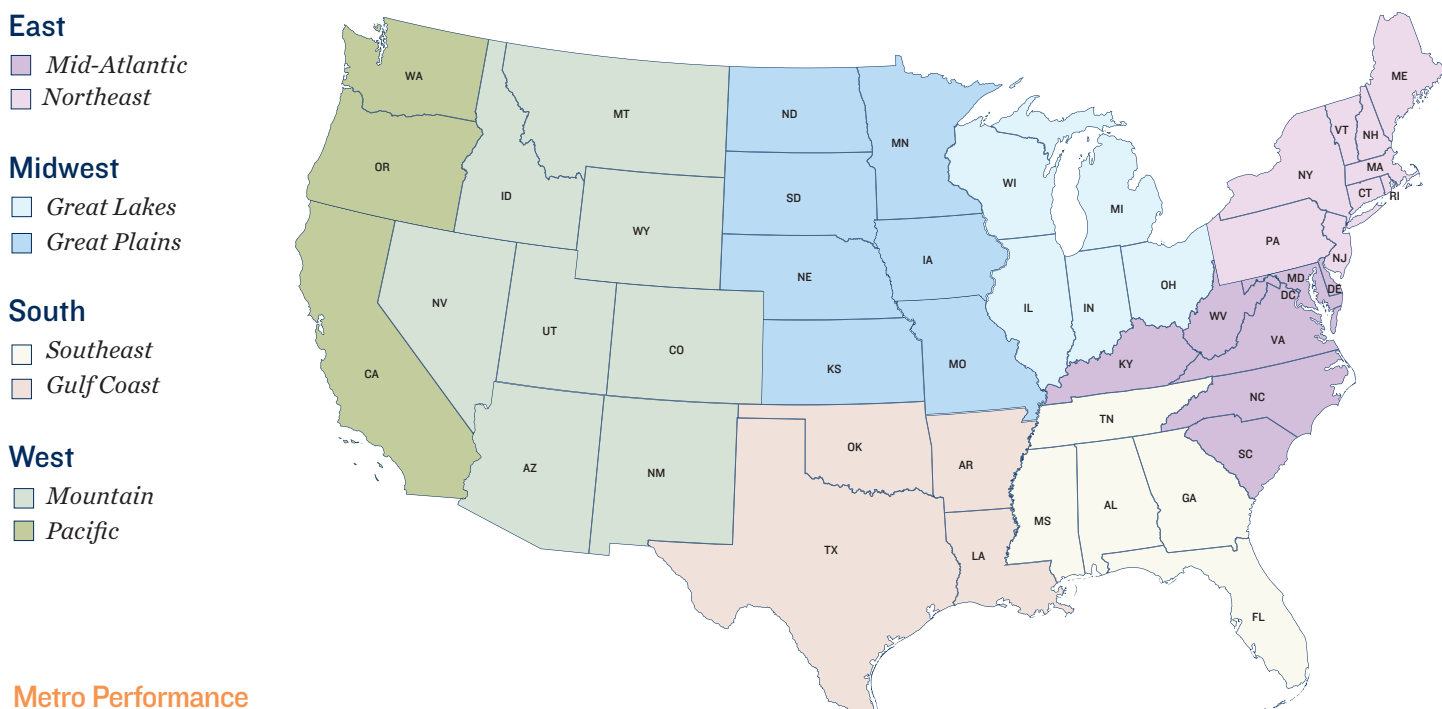 East
Mid-Atlantic
Northeast
Midwest
Great Lakes
Great Plains
South
Southeast
Gulf Coast
West
Mountain
Pacific
Metro Performance
WA
OR
CA
ID
NV
MT
WY
UT
CO
AZ
NM
ND
SD
NE
KS
MN
IA
MO
OK
TX
AR
LA
WI
MI
IL
IN
OH
KY
TN
MS
AL
GA
FL
WV
VA
NC
SC
MD
DC
DE
PA
NJ
NY
VT
NH
ME
MA
CT
RI